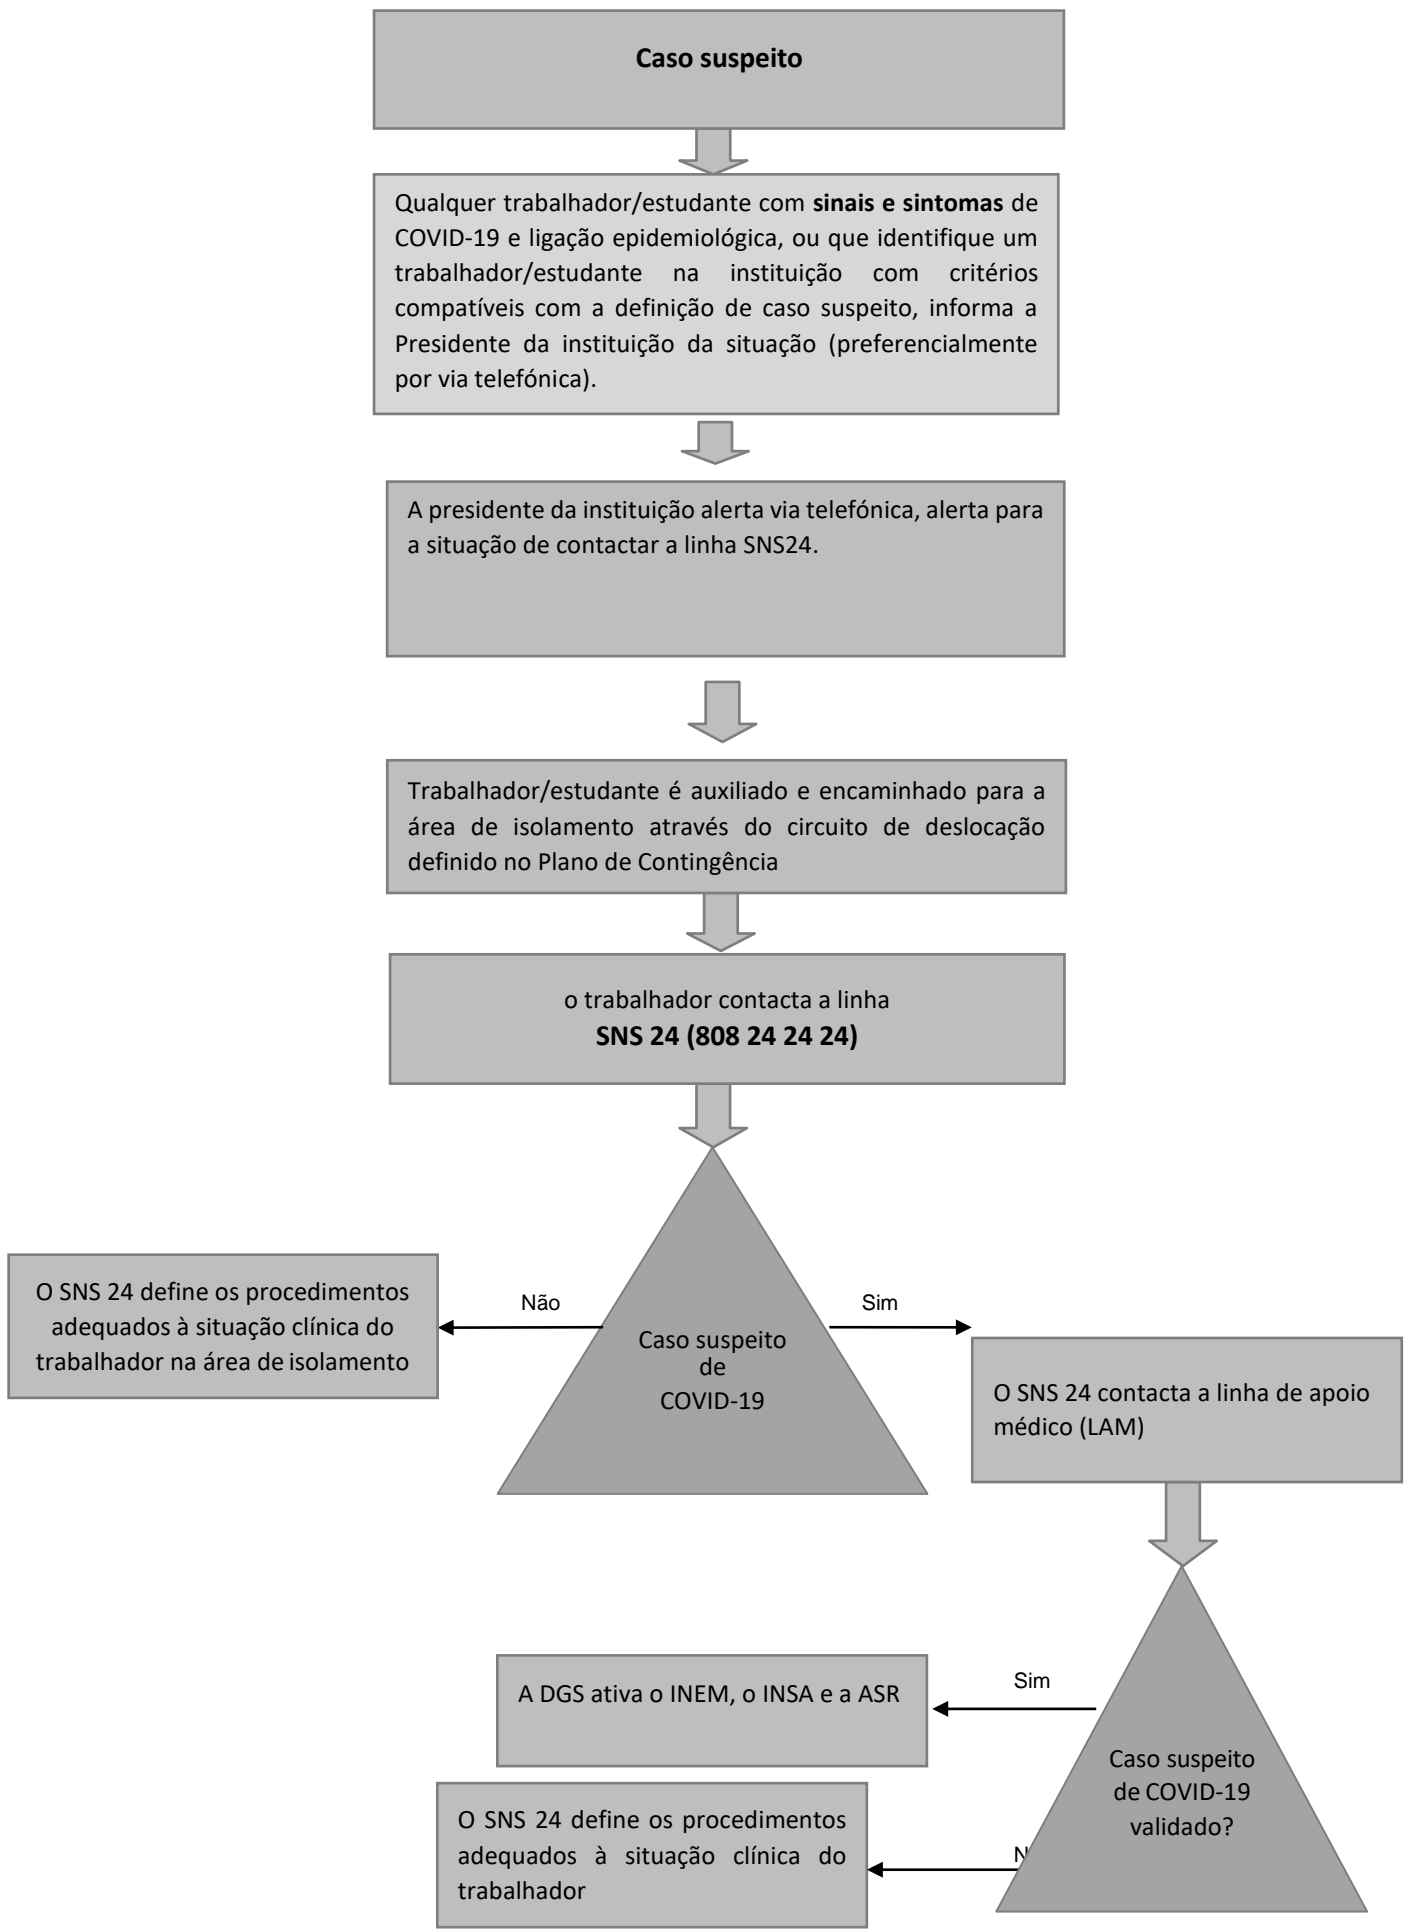 Caso suspeito
Qualquer trabalhador/estudante com sinais e sintomas de
COVID-19 e ligação epidemiológica, ou que identifique um
trabalhador/estudante na instituição com critérios
compatíveis com a definição de caso suspeito, informa a
Presidente da instituição da situação (preferencialmente
por via telefónica).
A presidente da instituição alerta via telefónica, alerta para
a situação de contactar a linha SNS24.
Trabalhador/estudante é auxiliado e encaminhado para a
área de isolamento através do circuito de deslocação
definido no Plano de Contingência
o trabalhador contacta a linha
SNS 24 (808 24 24 24)
O SNS 24 define os procedimentos
adequados à situação clínica do
trabalhador na área de isolamento
Não
Caso suspeito
de
COVID-19
Sim
O SNS 24 contacta a linha de apoio
médico (LAM)
A DGS ativa o INEM, o INSA e a ASR
Sim
Caso suspeito
de COVID-19
validado?
O SNS 24 define os procedimentos
adequados à situação clínica do
trabalhador